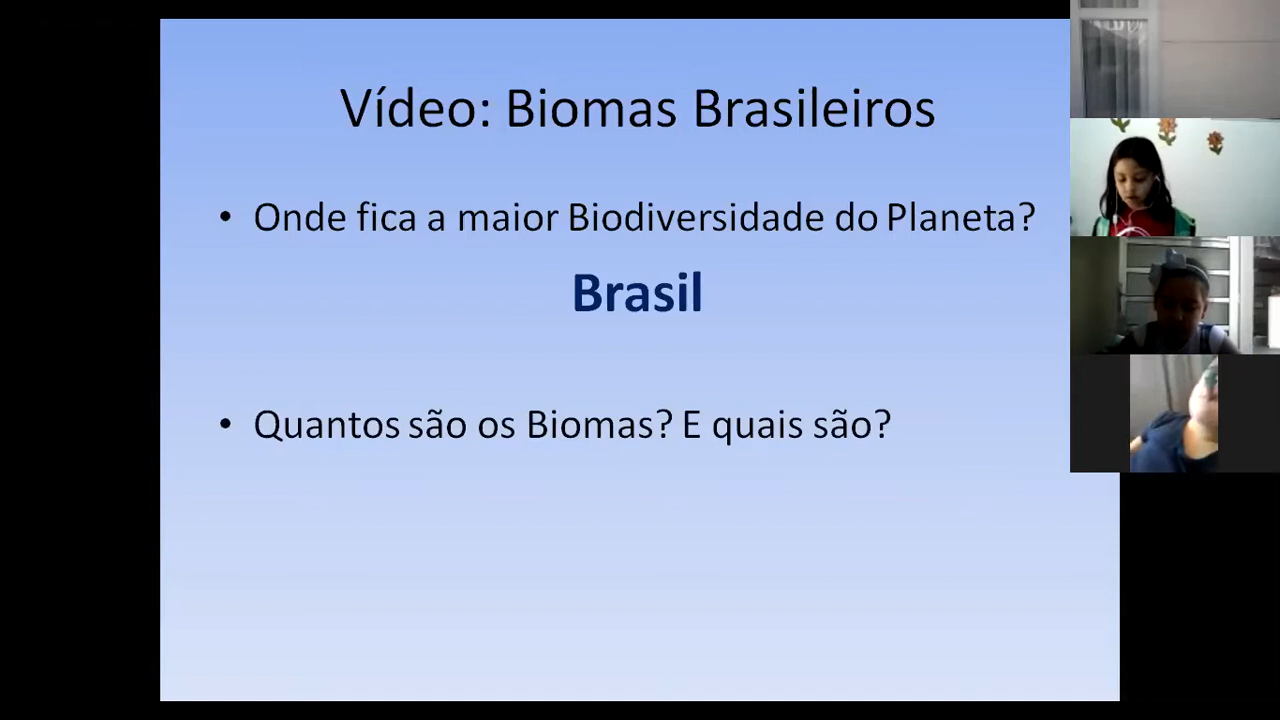 Vídeo: Biomas Brasileiros
• Onde fica a maior Biodiversidade do Planeta?
Brasil
• Quantos são os Biomas? E quais são?